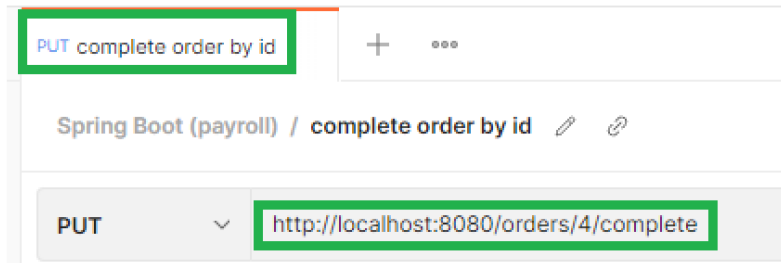 PUT complete order by id
Spring Boot (payroll) / complete order by id
PUT http://localhost:8080/orders/4/complete